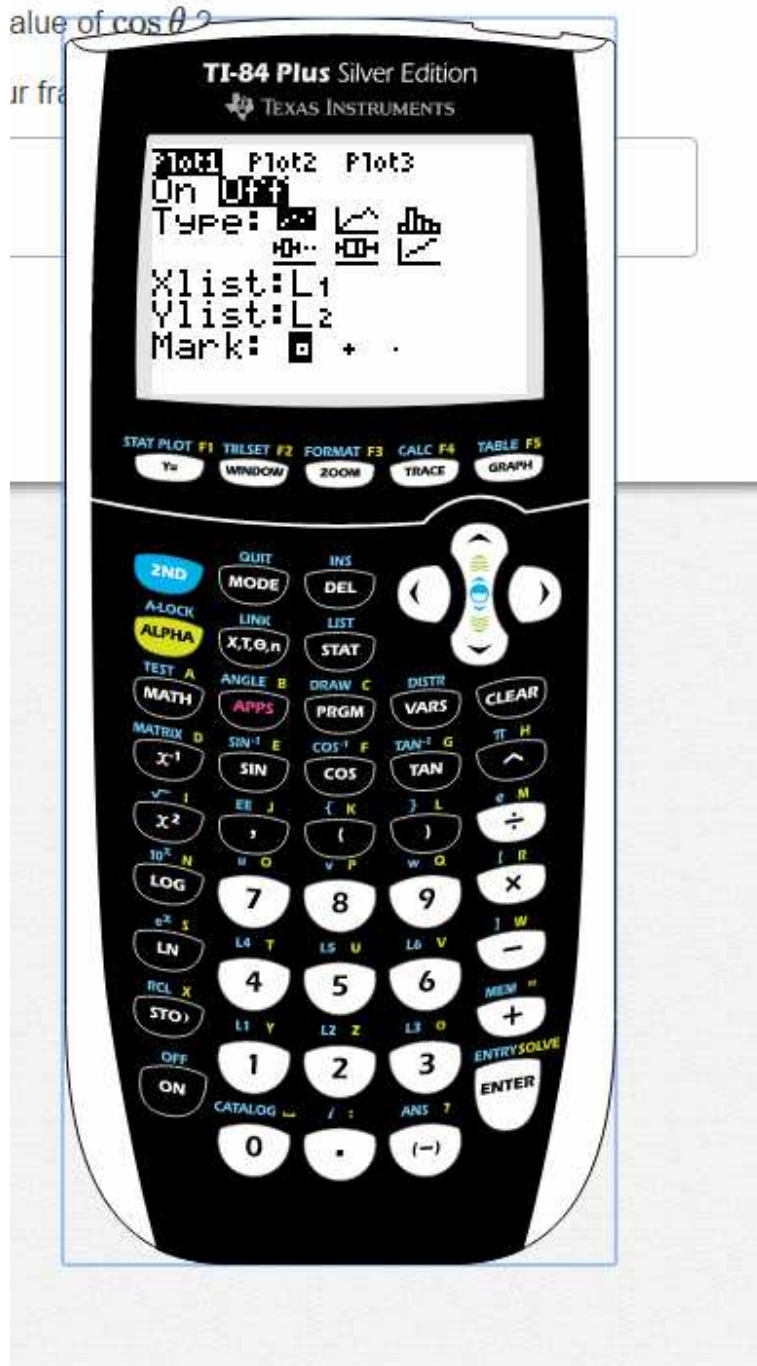 alue of cos θ ?
ur fra
TI-84 Plus Silver Edition
TEXAS INSTRUMENTS
Plot1 Plot2 Plot3
On Off
Type:
Xlist:L1
Ylist:L2
Mark:
STAT PLOT F1 TBLSET F2 FORMAT F3 CALC F4 TABLE F5
Y= WINDOW ZOOM TRACE GRAPH
QUIT INS
2ND MODE DEL
A-LOCK LINK LIST
ALPHA X,T,Θ,n STAT
TEST A ANGLE B DRAW C DISTR
MATH APPS PRGM VARS CLEAR
MATRIX D SIN-1 E COS-1 F TAN-1 G π H
x-1 SIN COS TAN ^
√ I EE J { K } L e M
x2 , ( ) ÷
10x N u O v P w Q [ R
LOG 7 8 9 ×
ex S L4 T L5 U L6 V ] W
LN 4 5 6 −
RCL X L1 Y L2 Z L3 Θ MEM "
STO› 1 2 3 +
OFF CATALOG ⎵ i : ANS ? ENTRY SOLVE
ON 0 . (−) ENTER